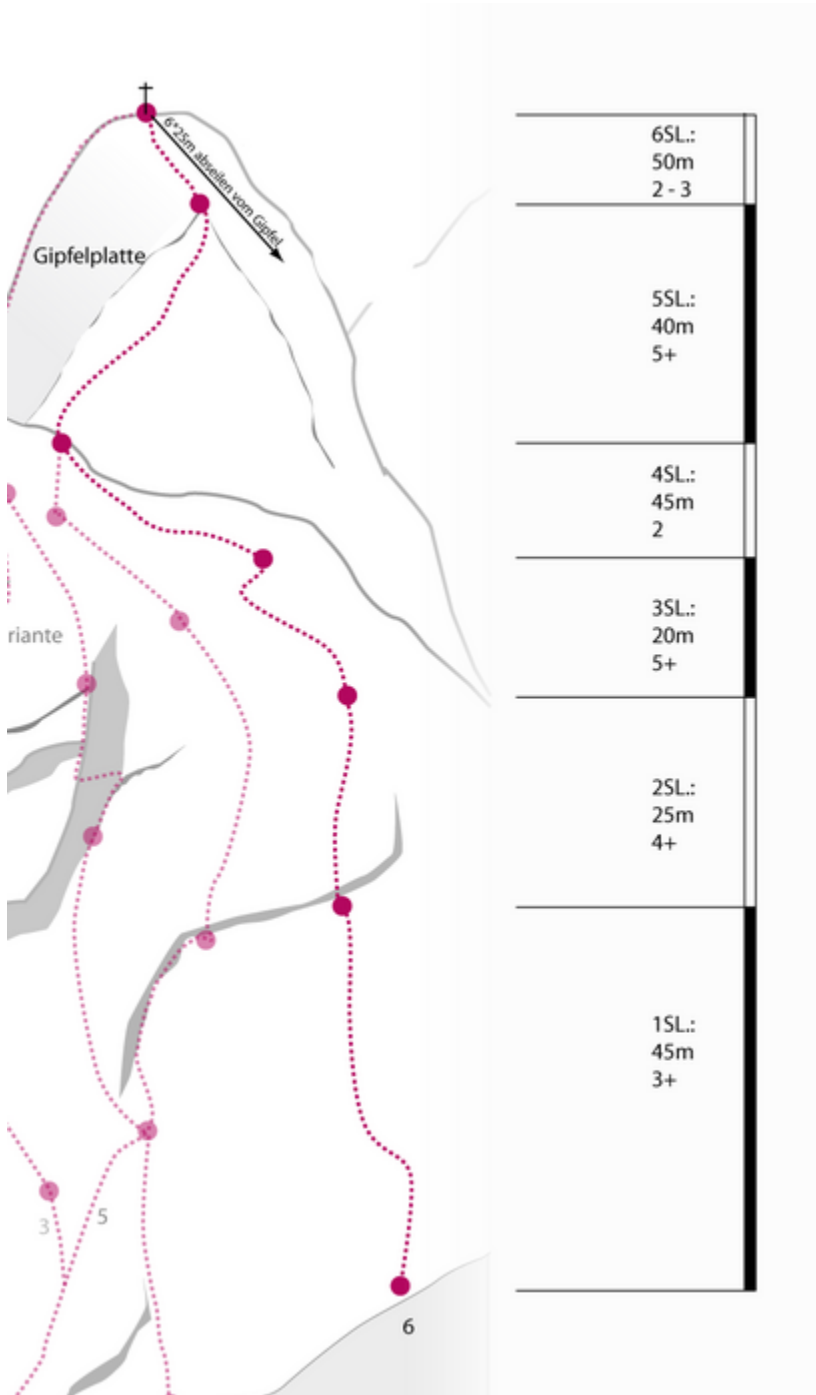 6*25m abseilen vom Gipfel
Gipfelplatte
riante
3
5
6
6SL.:
50m
2 - 3
5SL.:
40m
5+
4SL.:
45m
2
3SL.:
20m
5+
2SL.:
25m
4+
1SL.:
45m
3+